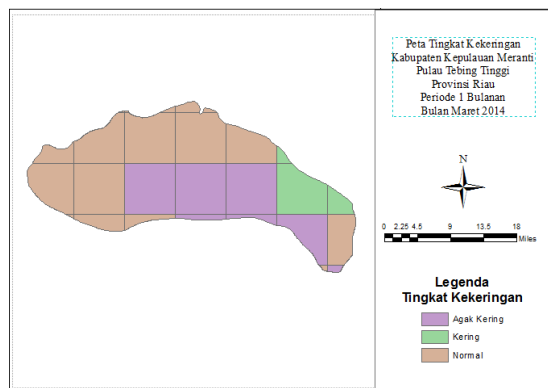 Peta Tingkat Kekeringan
Kabupaten Kepulauan Meranti
Pulau Tebing Tinggi
Provinsi Riau
Periode 1 Bulanan
Bulan Maret 2014
N
0 2.25 4.5 9 13.5 18
Miles
Legenda
Tingkat Kekeringan
Agak Kering
Kering
Normal